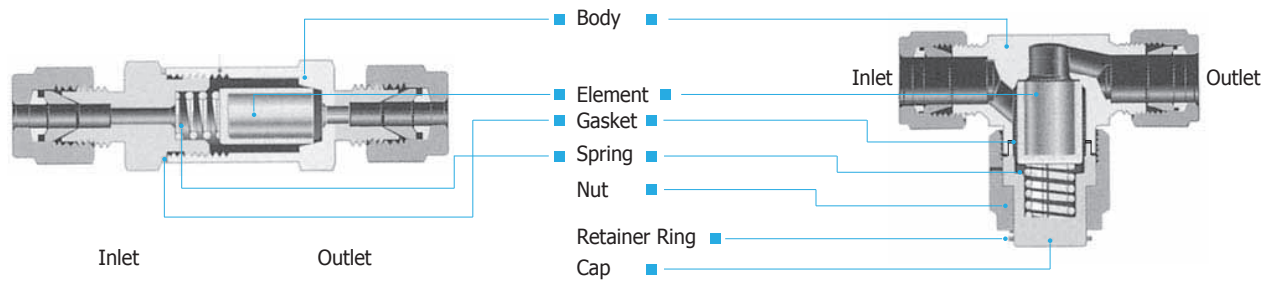 Body
Inlet
Outlet
Element
Gasket
Spring
Nut
Retainer Ring
Inlet
Outlet
Cap